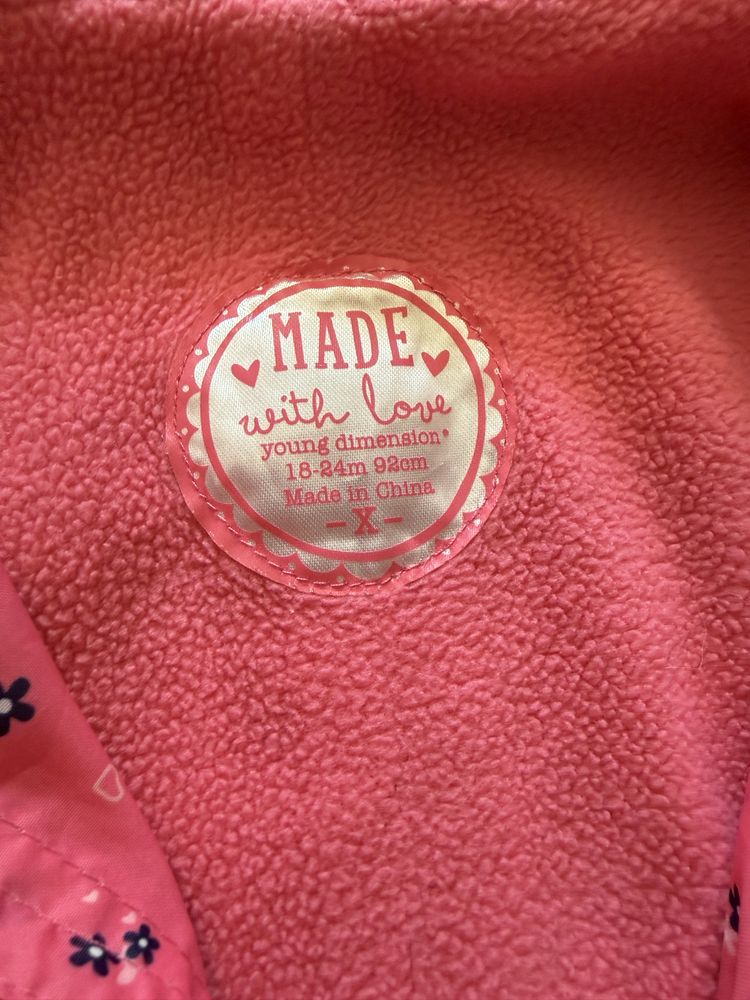 MADE
with love
young dimension®
18-24m 92cm
Made in China
-X-